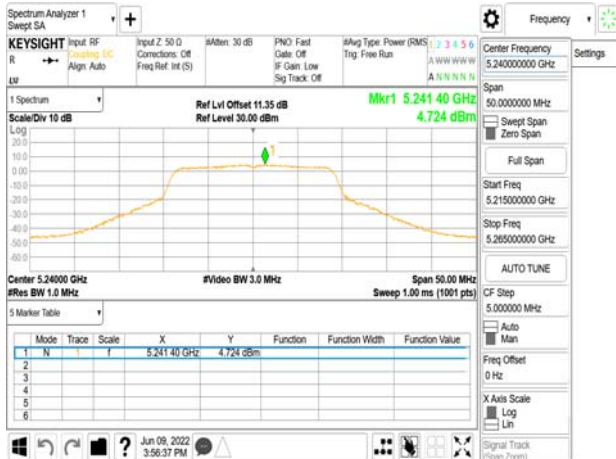 Spectrum Analyzer 1
Swept SA
+
Frequency
KEYSIGHT
R
LXI
Input: RF
Coupling: DC
Align: Auto
Input Z: 50 Ω
Corrections: Off
Freq Ref: Int (S)
#Atten: 30 dB
PNO: Fast
Gate: Off
IF Gain: Low
Sig Track: Off
#Avg Type: Power (RMS
Trig: Free Run
1 2 3 4 5 6
A W W W W W
A N N N N N
Center Frequency
5.240000000 GHz
Settings
Span
50.0000000 MHz
Swept Span
Zero Span
Full Span
Start Freq
5.215000000 GHz
Stop Freq
5.265000000 GHz
AUTO TUNE
CF Step
5.000000 MHz
Auto
Man
Freq Offset
0 Hz
X Axis Scale
Log
Lin
Signal Track
(Span Zoom)
1 Spectrum
Scale/Div 10 dB
Ref Lvl Offset 11.35 dB
Ref Level 30.00 dBm
Mkr1 5.241 40 GHz
4.724 dBm
Log
20.0
10.0
0.00
-10.0
-20.0
-30.0
-40.0
-50.0
-60.0
1
Center 5.24000 GHz
#Res BW 1.0 MHz
#Video BW 3.0 MHz
Span 50.00 MHz
Sweep 1.00 ms (1001 pts)
5 Marker Table
Mode Trace Scale X Y Function Function Width Function Value
1 N 1 f 5.241 40 GHz 4.724 dBm
2
3
4
5
6
?
Jun 09, 2022
3:56:37 PM